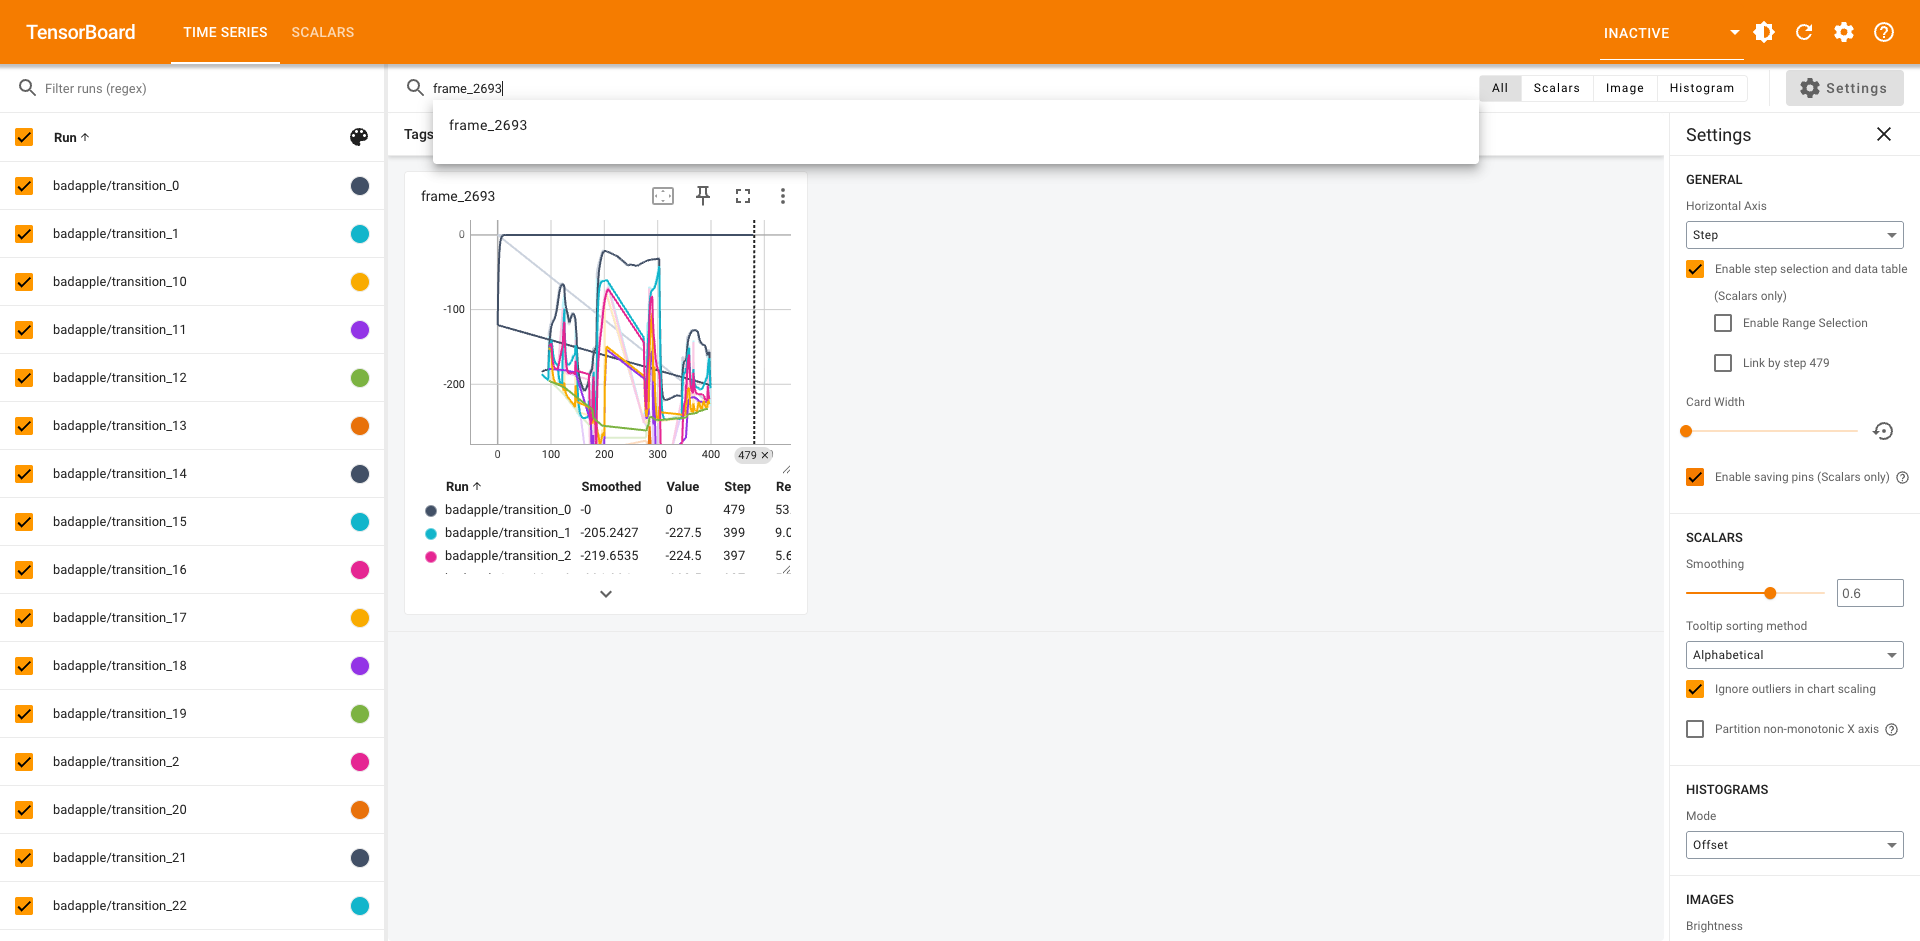 TensorBoard
TIME SERIES
SCALARS
INACTIVE
Filter runs (regex)
frame_2693
All
Scalars
Image
Histogram
Settings
frame_2693
Run
Tags
Settings
badapple/transition_0
badapple/transition_1
badapple/transition_10
badapple/transition_11
badapple/transition_12
badapple/transition_13
badapple/transition_14
badapple/transition_15
badapple/transition_16
badapple/transition_17
badapple/transition_18
badapple/transition_19
badapple/transition_2
badapple/transition_20
badapple/transition_21
badapple/transition_22
frame_2693
0
-100
-200
0 100 200 300 400 479
Run Smoothed Value Step Re
badapple/transition_0 -0 0 479 53.
badapple/transition_1 -205.2427 -227.5 399 9.0
badapple/transition_2 -219.6535 -224.5 397 5.6
GENERAL
Horizontal Axis
Step
Enable step selection and data table
(Scalars only)
Enable Range Selection
Link by step 479
Card Width
Enable saving pins (Scalars only)
SCALARS
Smoothing
0.6
Tooltip sorting method
Alphabetical
Ignore outliers in chart scaling
Partition non-monotonic X axis
HISTOGRAMS
Mode
Offset
IMAGES
Brightness